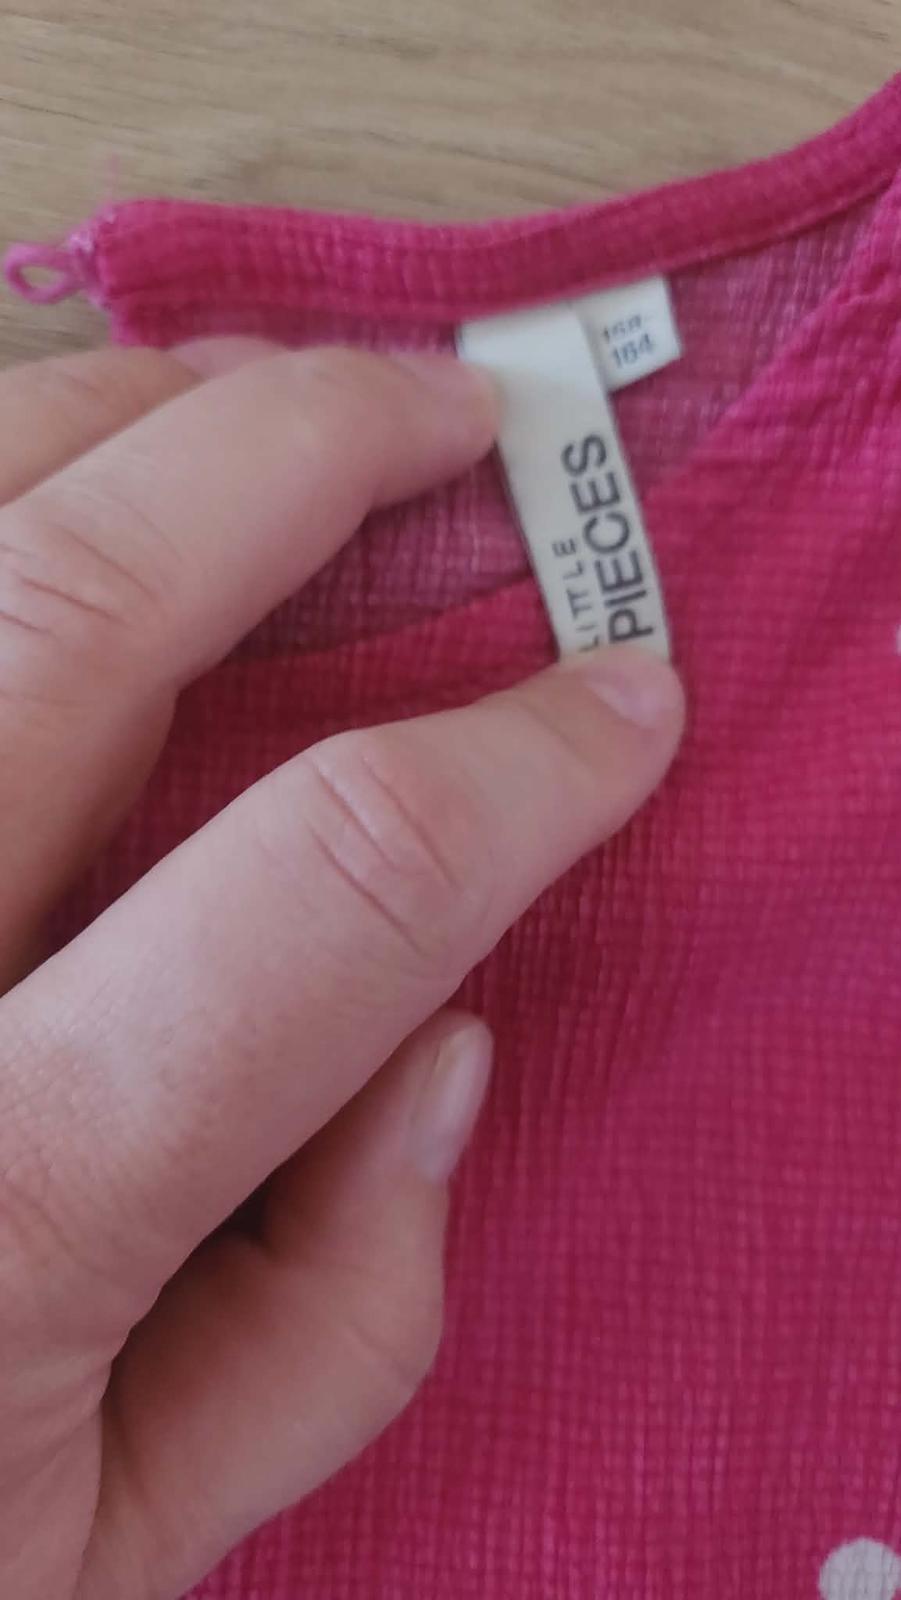 LITTLE
PIECES
158-
164